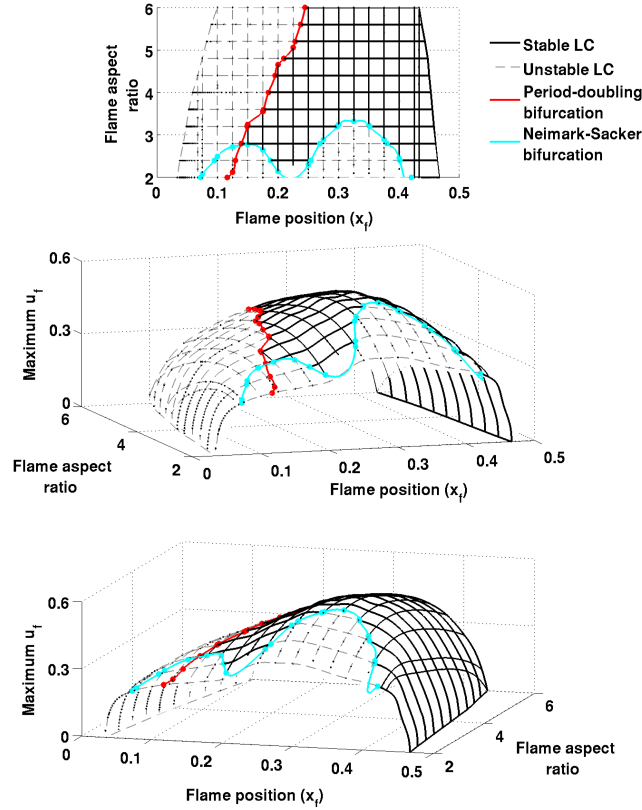 6
5
4
3
2
Flame aspect
ratio
0
0.1
0.2
0.3
0.4
0.5
Flame position (x_f)
Stable LC
Unstable LC
Period-doubling
bifurcation
Neimark-Sacker
bifurcation
0.6
0.3
0
Maximum u_f
6
4
2
Flame aspect
ratio
0
0.1
0.2
0.3
0.4
0.5
Flame position (x_f)
0.6
0.3
0
Maximum u_f
0
0.1
0.2
0.3
0.4
0.5
Flame position (x_f)
2
4
6
Flame aspect
ratio